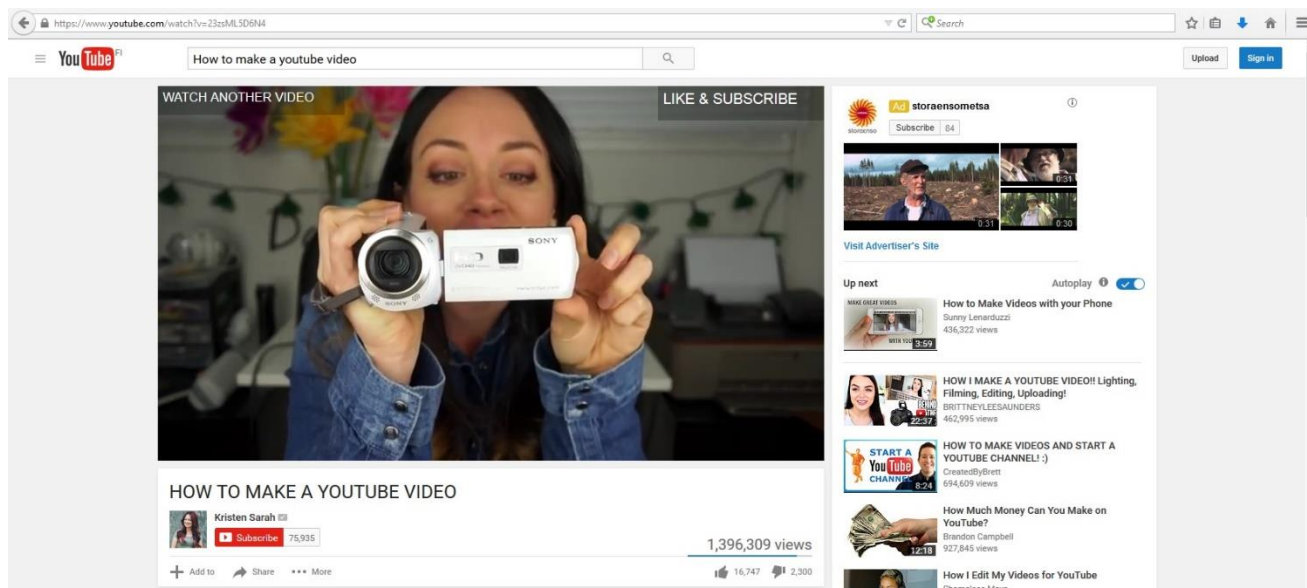 https://www.youtube.com/watch?v=23zsML5D6N4
Search
YouTube FI
How to make a youtube video
Upload
Sign in
WATCH ANOTHER VIDEO
LIKE & SUBSCRIBE
SONY
SONY
Ad storaensometsa
storaenso
Subscribe 84
0:31
0:31
0:30
Visit Advertiser's Site
Up next
Autoplay
MAKE GREAT VIDEOS
WITH YOU
3:59
How to Make Videos with your Phone
Sunny Lenarduzzi
436,322 views
BEHIND
22:37
HOW I MAKE A YOUTUBE VIDEO!! Lighting,
Filming, Editing, Uploading!
BRITTNEYLEESAUNDERS
462,995 views
START A
YouTube
CHANNEL
8:24
HOW TO MAKE VIDEOS AND START A
YOUTUBE CHANNEL! :)
CreatedByBrett
694,609 views
12:18
How Much Money Can You Make on
YouTube?
Brandon Campbell
927,845 views
How I Edit My Videos for YouTube
HOW TO MAKE A YOUTUBE VIDEO
Kristen Sarah
Subscribe 75,935
1,396,309 views
Add to
Share
More
16,747
2,300